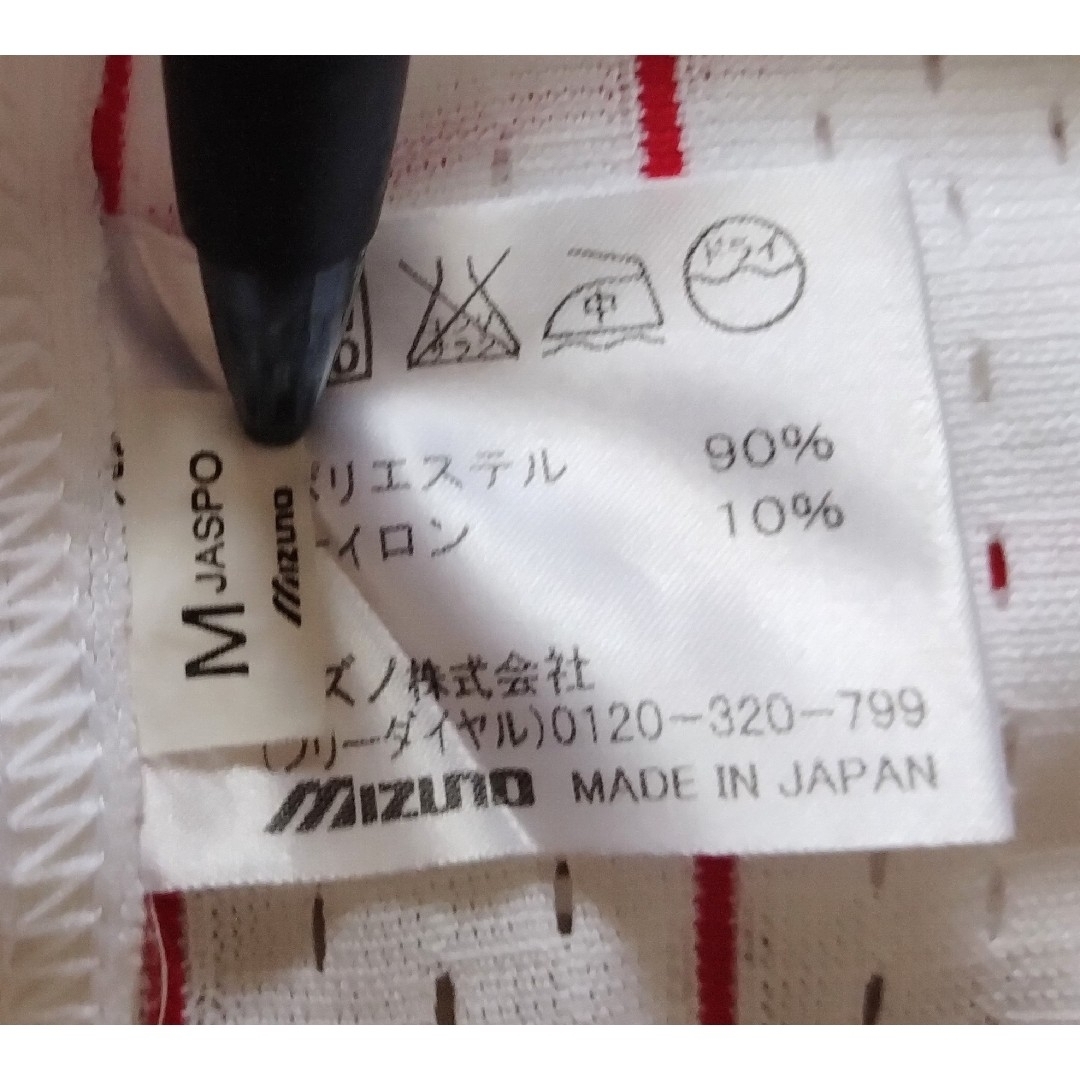 ドライ
中
リエステル 90%
イロン 10%
ズノ株式会社
(フリーダイヤル)0120-320-799
MIZUNO MADE IN JAPAN
M JASPO
MIZUNO